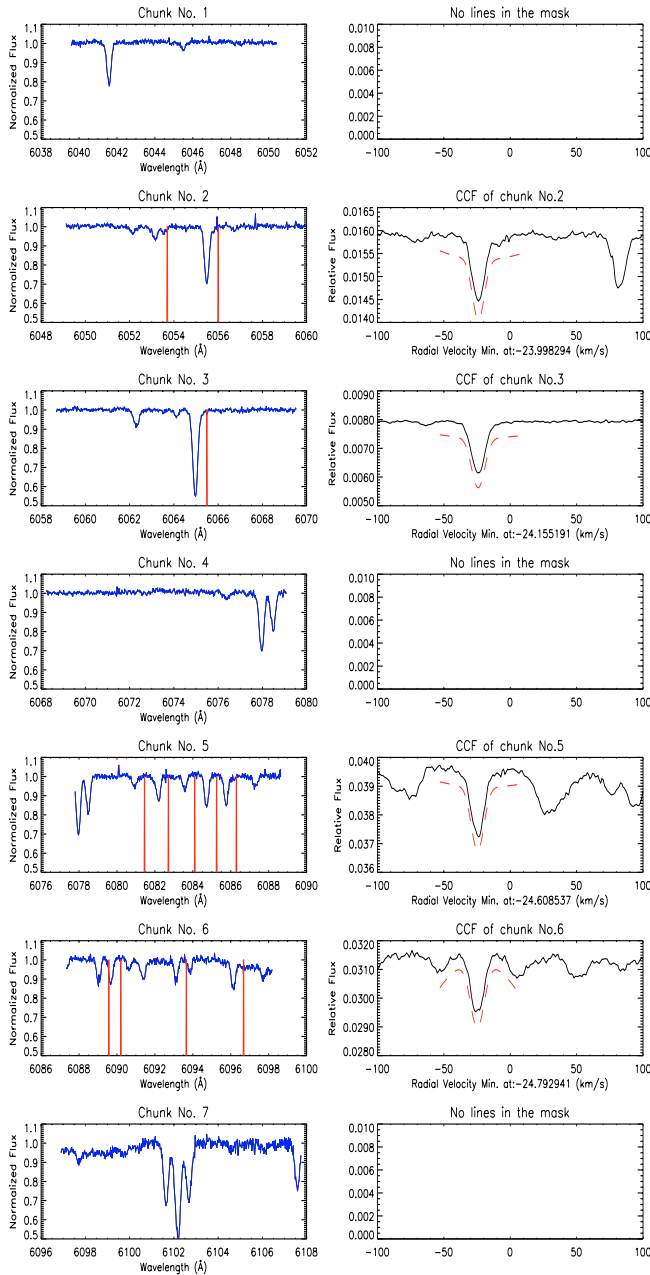 Chunk No. 1
No lines in the mask
Normalized Flux
1.1
1.0
0.9
0.8
0.7
0.6
0.5
6038 6040 6042 6044 6046 6048 6050 6052
Wavelength (Å)
0.010
0.008
0.006
0.004
0.002
0.000
-100 -50 0 50 100
Chunk No. 2
CCF of chunk No.2
Normalized Flux
1.1
1.0
0.9
0.8
0.7
0.6
0.5
6048 6050 6052 6054 6056 6058 6060
Wavelength (Å)
Relative Flux
0.0165
0.0160
0.0155
0.0150
0.0145
0.0140
-100 -50 0 50 100
Radial Velocity Min. at:-23.998294 (km/s)
Chunk No. 3
CCF of chunk No.3
Normalized Flux
1.1
1.0
0.9
0.8
0.7
0.6
0.5
6058 6060 6062 6064 6066 6068 6070
Wavelength (Å)
Relative Flux
0.0090
0.0080
0.0070
0.0060
0.0050
-100 -50 0 50 100
Radial Velocity Min. at:-24.155191 (km/s)
Chunk No. 4
No lines in the mask
Normalized Flux
1.1
1.0
0.9
0.8
0.7
0.6
0.5
6068 6070 6072 6074 6076 6078 6080
Wavelength (Å)
0.010
0.008
0.006
0.004
0.002
0.000
-100 -50 0 50 100
Chunk No. 5
CCF of chunk No.5
Normalized Flux
1.1
1.0
0.9
0.8
0.7
0.6
0.5
6076 6078 6080 6082 6084 6086 6088 6090
Wavelength (Å)
Relative Flux
0.040
0.039
0.038
0.037
0.036
-100 -50 0 50 100
Radial Velocity Min. at:-24.608537 (km/s)
Chunk No. 6
CCF of chunk No.6
Normalized Flux
1.1
1.0
0.9
0.8
0.7
0.6
0.5
6086 6088 6090 6092 6094 6096 6098 6100
Wavelength (Å)
Relative Flux
0.0320
0.0310
0.0300
0.0290
0.0280
-100 -50 0 50 100
Radial Velocity Min. at:-24.792941 (km/s)
Chunk No. 7
No lines in the mask
Normalized Flux
1.1
1.0
0.9
0.8
0.7
0.6
0.5
6096 6098 6100 6102 6104 6106 6108
Wavelength (Å)
0.010
0.008
0.006
0.004
0.002
0.000
-100 -50 0 50 100